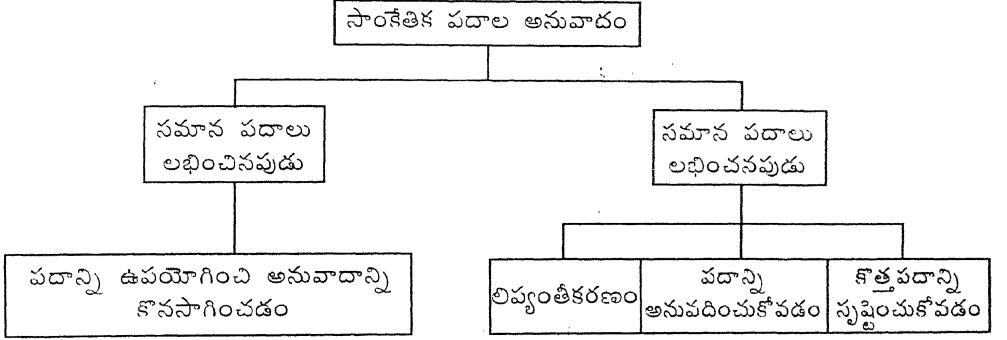 సాంకేతిక పదాల అనువాదం
సమాన పదాలు
లభించినపుడు
సమాన పదాలు
లభించనపుడు
పదాన్ని ఉపయోగించి అనువాదాన్ని
కొనసాగించడం
లిప్యంతీకరణం
పదాన్ని
అనువదించుకోవడం
కొత్తపదాన్ని
సృష్టించుకోవడం